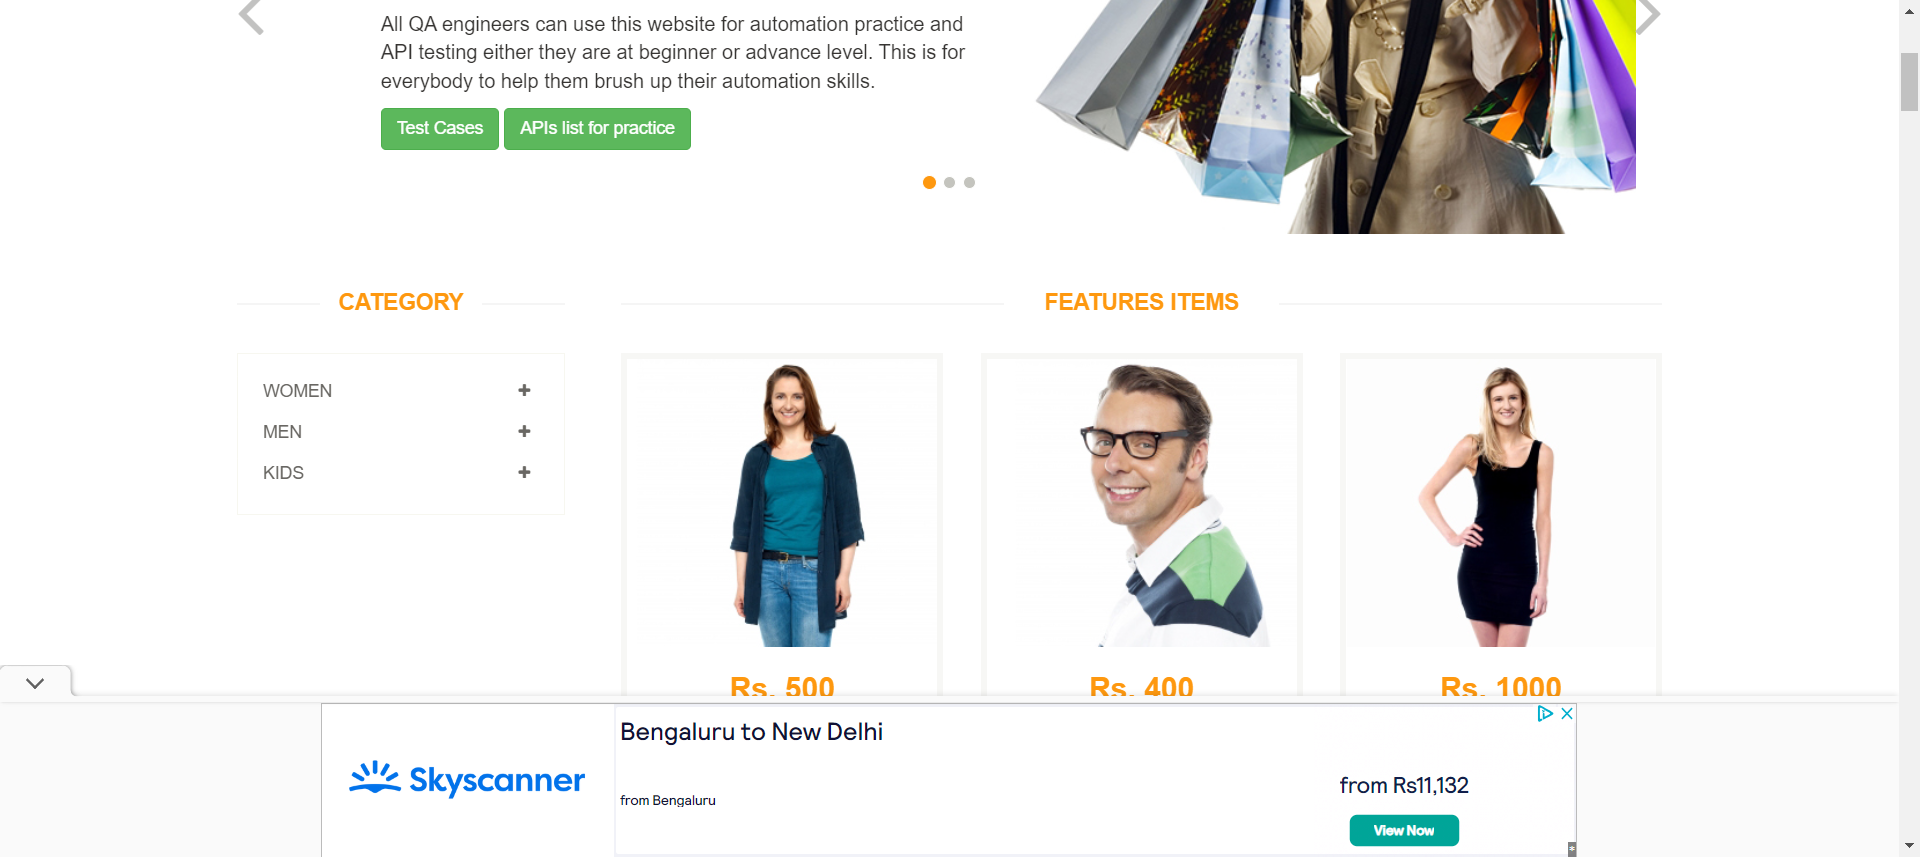 All QA engineers can use this website for automation practice and
API testing either they are at beginner or advance level. This is for
everybody to help them brush up their automation skills.
Test Cases
APIs list for practice
CATEGORY
FEATURES ITEMS
WOMEN
MEN
KIDS
Rs. 500
Rs. 400
Rs. 1000
Bengaluru to New Delhi
Skyscanner
from Bengaluru
from Rs11,132
View Now